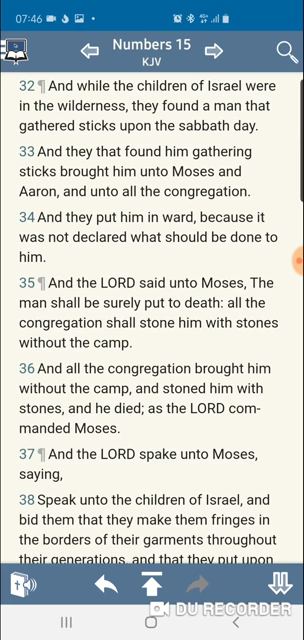 07:46
Numbers 15
KJV
32 ¶ And while the children of Israel were
in the wilderness, they found a man that
gathered sticks upon the sabbath day.
33 And they that found him gathering
sticks brought him unto Moses and
Aaron, and unto all the congregation.
34 And they put him in ward, because it
was not declared what should be done to
him.
35 ¶ And the LORD said unto Moses, The
man shall be surely put to death: all the
congregation shall stone him with stones
without the camp.
36 And all the congregation brought him
without the camp, and stoned him with
stones, and he died; as the LORD com-
manded Moses.
37 ¶ And the LORD spake unto Moses,
saying,
38 Speak unto the children of Israel, and
bid them that they make them fringes in
the borders of their garments throughout
their generations, and that they put upon
DU RECORDER